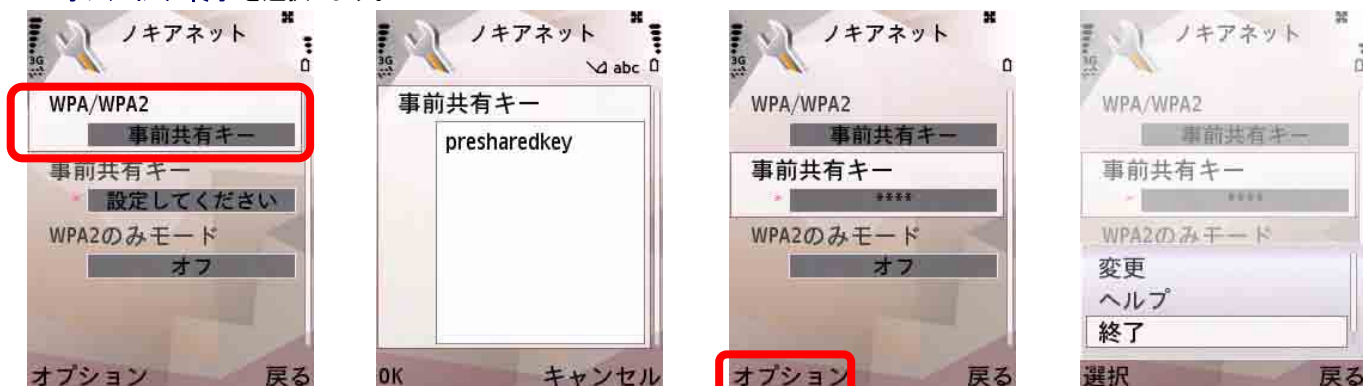 ノキアネット
3G
WPA/WPA2
事前共有キー
事前共有キー
* 設定してください
WPA2のみモード
オフ
オプション 戻る
ノキアネット
3G
abc
事前共有キー
presharedkey
OK キャンセル
ノキアネット
3G
WPA/WPA2
事前共有キー
事前共有キー
* ****
WPA2のみモード
オフ
オプション 戻る
ノキアネット
3G
WPA/WPA2
事前共有キー
事前共有キー
* ****
WPA2のみモード
変更
ヘルプ
終了
選択 戻る